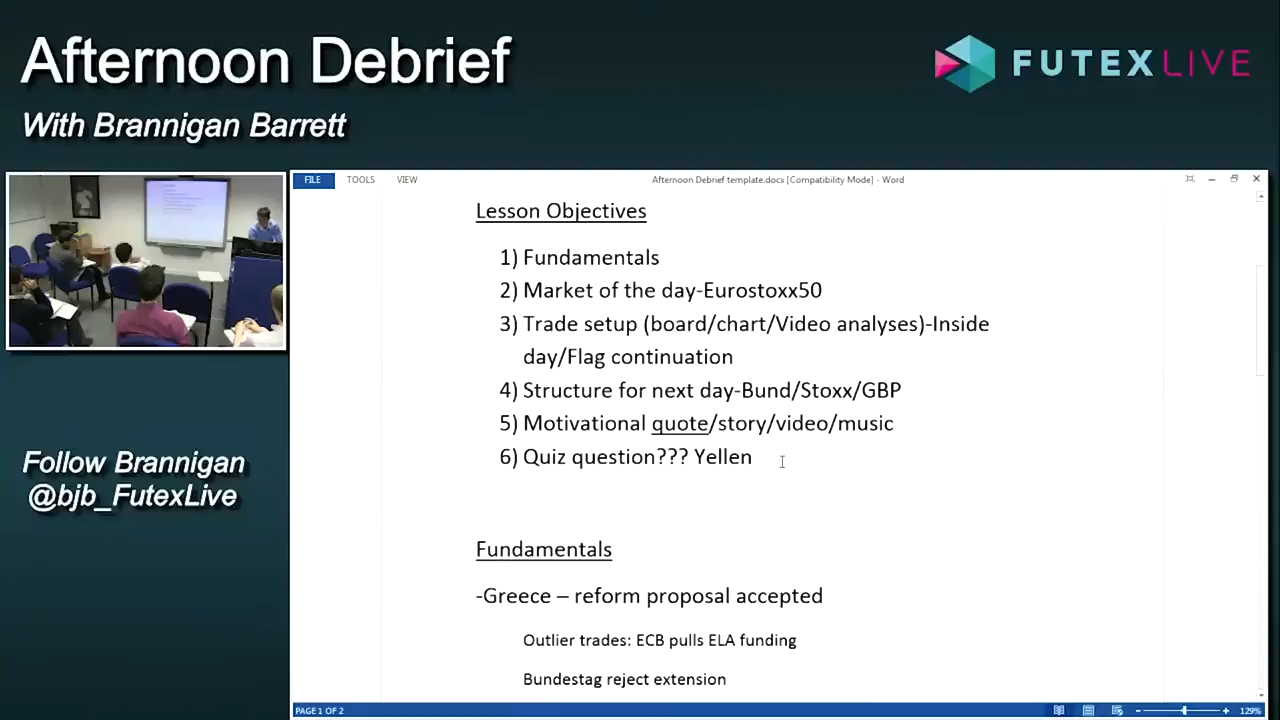 Afternoon Debrief
With Brannigan Barrett
FUTEXLIVE
FILE TOOLS VIEW
Afternoon Debrief template.docx [Compatibility Mode] - Word
Lesson Objectives
1) Fundamentals
2) Market of the day-Eurostoxx50
3) Trade setup (board/chart/Video analyses)-Inside
day/Flag continuation
4) Structure for next day-Bund/Stoxx/GBP
5) Motivational quote/story/video/music
6) Quiz question??? Yellen
Follow Brannigan
@bjb_FutexLive
Fundamentals
-Greece – reform proposal accepted
Outlier trades: ECB pulls ELA funding
Bundestag reject extension
PAGE 1 OF 2
129%